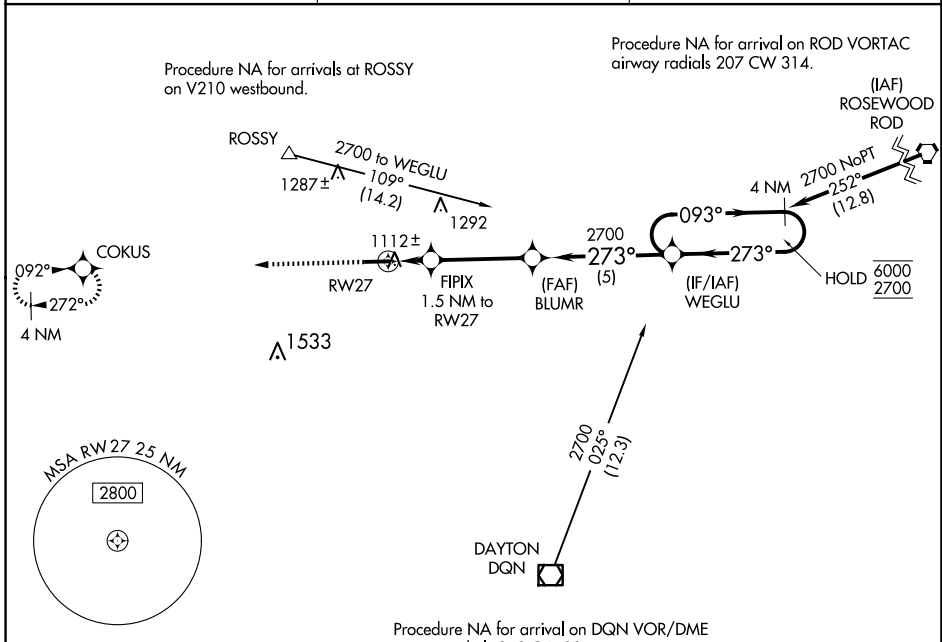 Procedure NA for arrivals at ROSSY
on V210 westbound.
Procedure NA for arrival on ROD VORTAC
airway radials 207 CW 314.
(IAF)
ROSEWOOD
ROD
ROSSY
2700 to WEGLU
109°
(14.2)
1287±
1292
2700 NoPT
252°
(12.8)
4 NM
093°
273°
HOLD
6000
2700
(IF/IAF)
WEGLU
2700
273°
(5)
(FAF)
BLUMR
1112±
FIPIX
1.5 NM to
RW27
RW27
COKUS
092°
272°
4 NM
1533
MSA RW27 25 NM
2800
2700
025°
(12.3)
DAYTON
DQN
Procedure NA for arrival on DQN VOR/DME